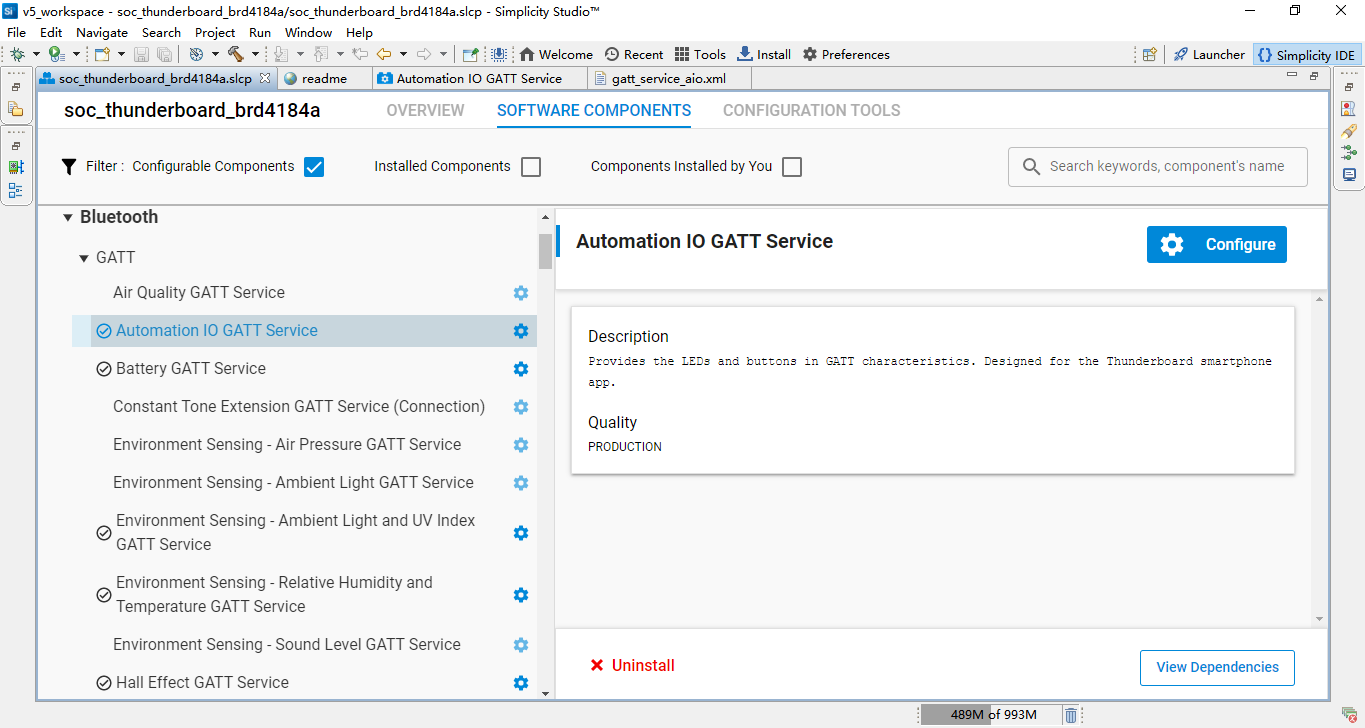 v5_workspace - soc_thunderboard_brd4184a/soc_thunderboard_brd4184a.slcp - Simplicity Studio™
File Edit Navigate Search Project Run Window Help
Welcome Recent Tools Install Preferences Launcher {} Simplicity IDE
soc_thunderboard_brd4184a.slcp readme Automation IO GATT Service gatt_service_aio.xml
soc_thunderboard_brd4184a OVERVIEW SOFTWARE COMPONENTS CONFIGURATION TOOLS
Filter : Configurable Components Installed Components Components Installed by You Search keywords, component's name
Bluetooth
GATT
Air Quality GATT Service
Automation IO GATT Service
Battery GATT Service
Constant Tone Extension GATT Service (Connection)
Environment Sensing - Air Pressure GATT Service
Environment Sensing - Ambient Light GATT Service
Environment Sensing - Ambient Light and UV Index
GATT Service
Environment Sensing - Relative Humidity and
Temperature GATT Service
Environment Sensing - Sound Level GATT Service
Hall Effect GATT Service
Automation IO GATT Service
Configure
Description
Provides the LEDs and buttons in GATT characteristics. Designed for the Thunderboard smartphone
app.
Quality
PRODUCTION
Uninstall
View Dependencies
489M of 993M